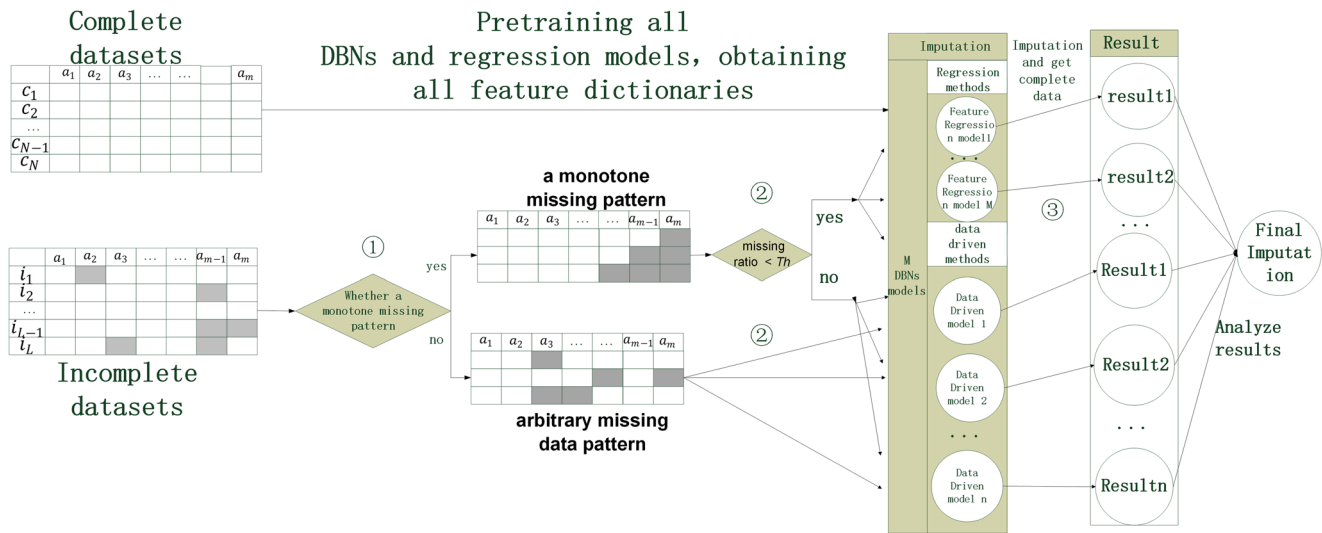 Complete
datasets
a1 a2 a3 … … am
c1
c2
…
cN−1
cN
Pretraining all
DBNs and regression models, obtaining
all feature dictionaries
a1 a2 a3 … … am−1 am
i1
i2
…
iL−1
iL
Incomplete
datasets
①
Whether a
monotone missing
pattern
yes
no
a monotone
missing pattern
a1 a2 a3 … … am−1 am
②
missing
ratio < Th
yes
no
a1 a2 a3 … … am−1 am
arbitrary missing
data pattern
②
Imputation
M
DBNs
models
Regression
methods
Feature
Regressio
n model1
...
Feature
Regressio
n model M
data
driven
methods
Data
Driven
model 1
Data
Driven
model 2
...
Data
Driven
model n
Imputation
and get
complete
data
③
Result
result1
result2
...
Result1
Result2
...
Resultn
Final
Imputat
ion
Analyze
results